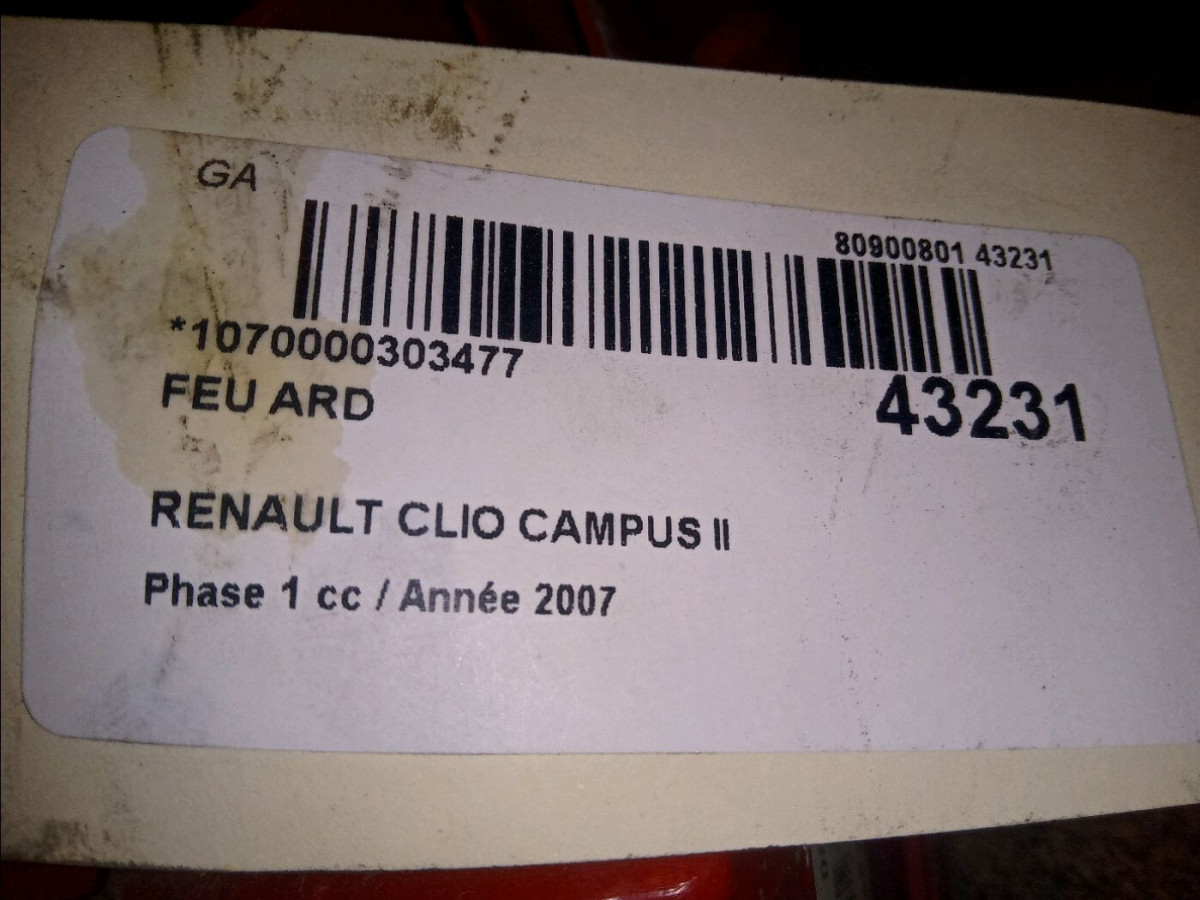 GA
80900801 43231
*1070000303477
43231
FEU ARD
RENAULT CLIO CAMPUS II
Phase 1 cc / Année 2007